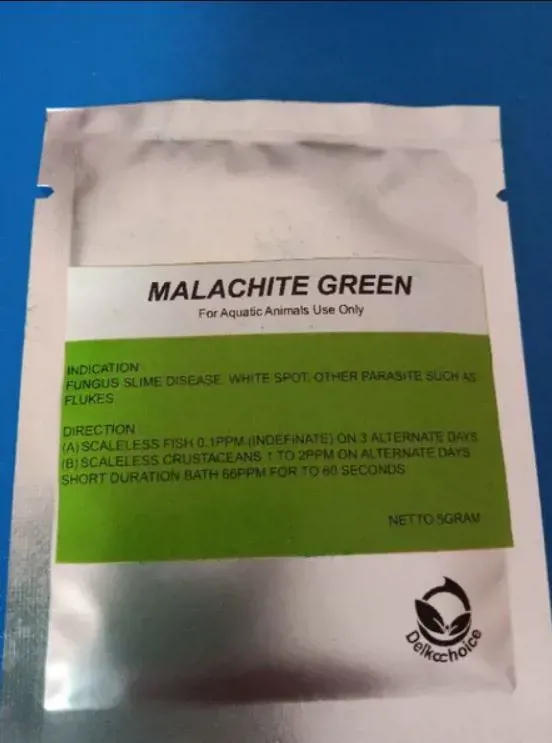 MALACHITE GREEN
For Aquatic Animals Use Only
INDICATION
FUNGUS SLIME DISEASE. WHITE SPOT. OTHER PARASITE SUCH AS
FLUKES
DIRECTION
(A) SCALELESS FISH 0.1PPM (INDEFINATE) ON 3 ALTERNATE DAYS
(B) SCALELESS CRUSTACEANS 1 TO 2PPM ON ALTERNATE DAYS
SHORT DURATION BATH 66PPM FOR TO 60 SECONDS
NETTO 5GRAM
Delkochoice